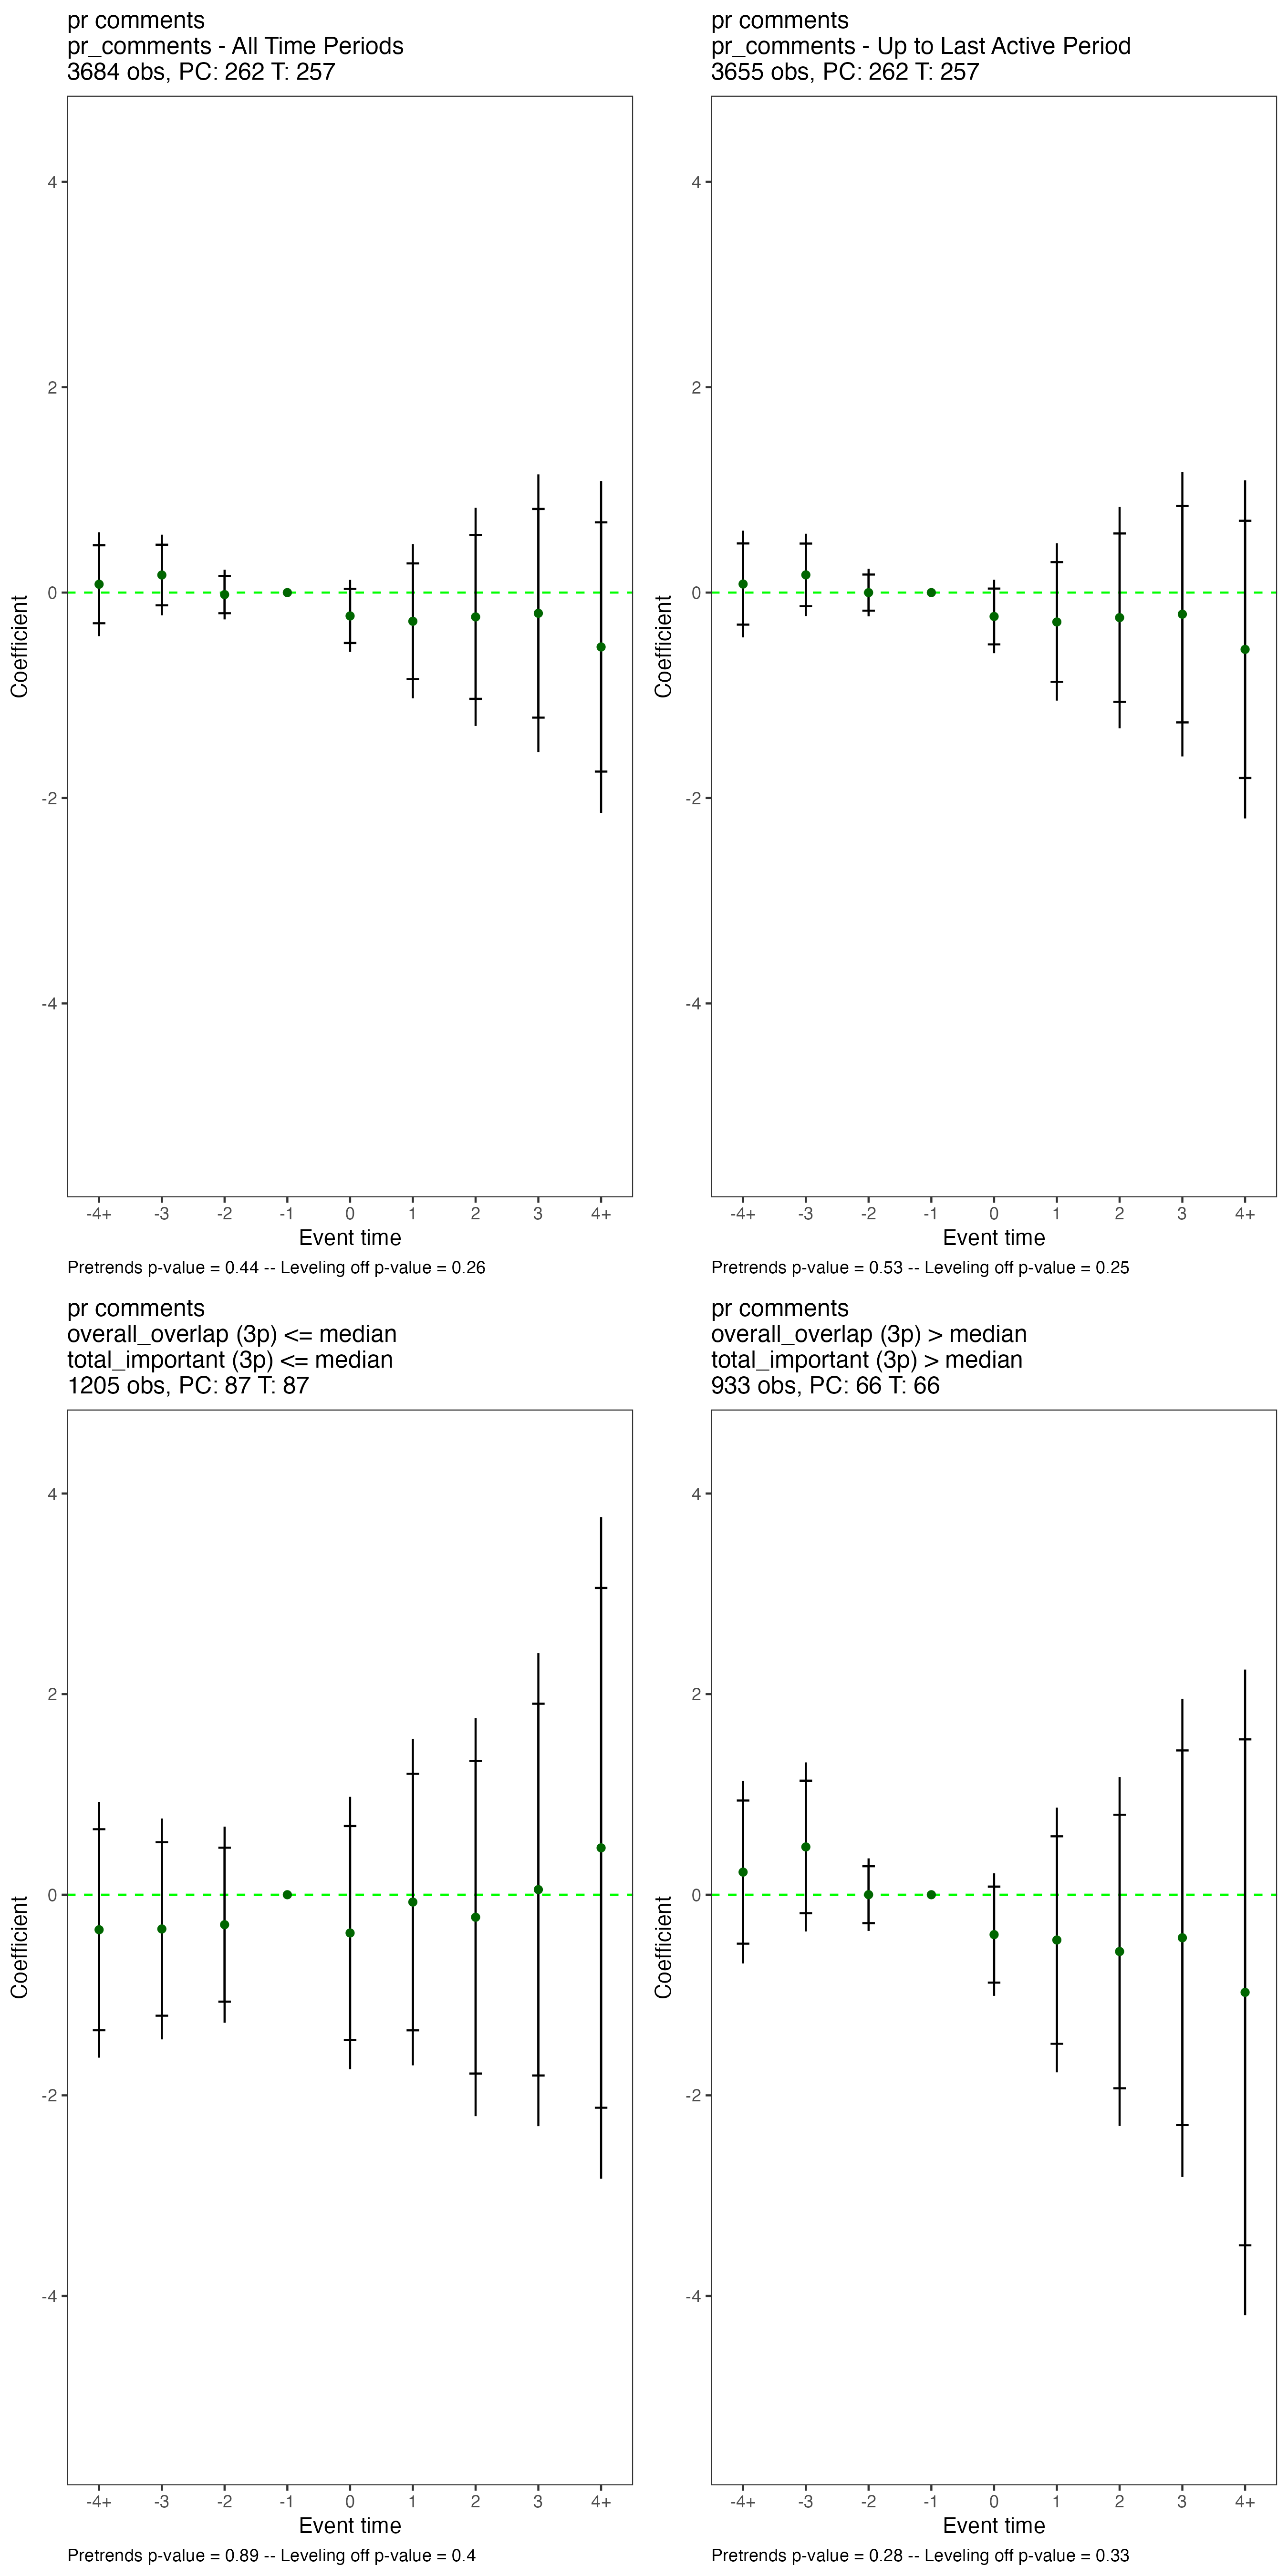 pr comments
pr_comments - All Time Periods
3684 obs, PC: 262 T: 257
4
2
0
-2
-4
Coefficient
-4+ -3 -2 -1 0 1 2 3 4+
Event time
Pretrends p-value = 0.44 -- Leveling off p-value = 0.26
pr comments
pr_comments - Up to Last Active Period
3655 obs, PC: 262 T: 257
4
2
0
-2
-4
Coefficient
-4+ -3 -2 -1 0 1 2 3 4+
Event time
Pretrends p-value = 0.53 -- Leveling off p-value = 0.25
pr comments
overall_overlap (3p) <= median
total_important (3p) <= median
1205 obs, PC: 87 T: 87
4
2
0
-2
-4
Coefficient
-4+ -3 -2 -1 0 1 2 3 4+
Event time
Pretrends p-value = 0.89 -- Leveling off p-value = 0.4
pr comments
overall_overlap (3p) > median
total_important (3p) > median
933 obs, PC: 66 T: 66
4
2
0
-2
-4
Coefficient
-4+ -3 -2 -1 0 1 2 3 4+
Event time
Pretrends p-value = 0.28 -- Leveling off p-value = 0.33